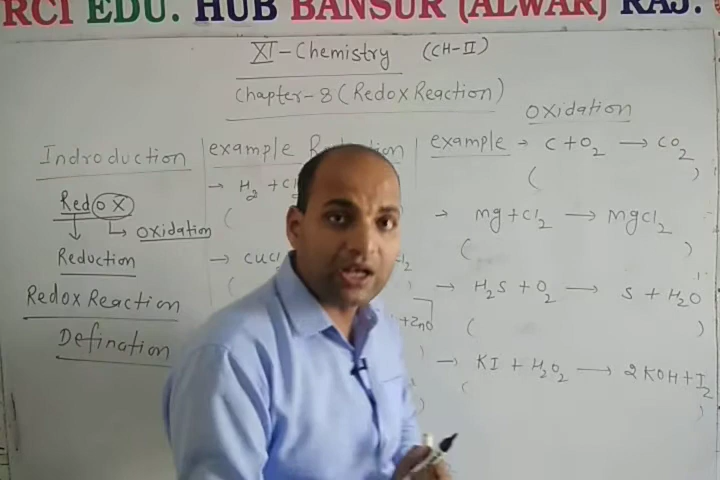 RCI EDU. HUB BANSUR (ALWAR) RAJ.
XI-Chemistry (CH-II)
Chapter-8 (Redox Reaction)
Oxidation
Indroduction
Redox
Oxidation
Reduction
Redox Reaction
Defination
example
→ H2 + Cl2
(
→ CuCl
(
+ZnO
)
example → C + O2 → CO2
( )
→ Mg + Cl2 → MgCl2
( )
→ H2S + O2 → S + H2O
( )
→ KI + H2O2 → 2KOH + I2
( )